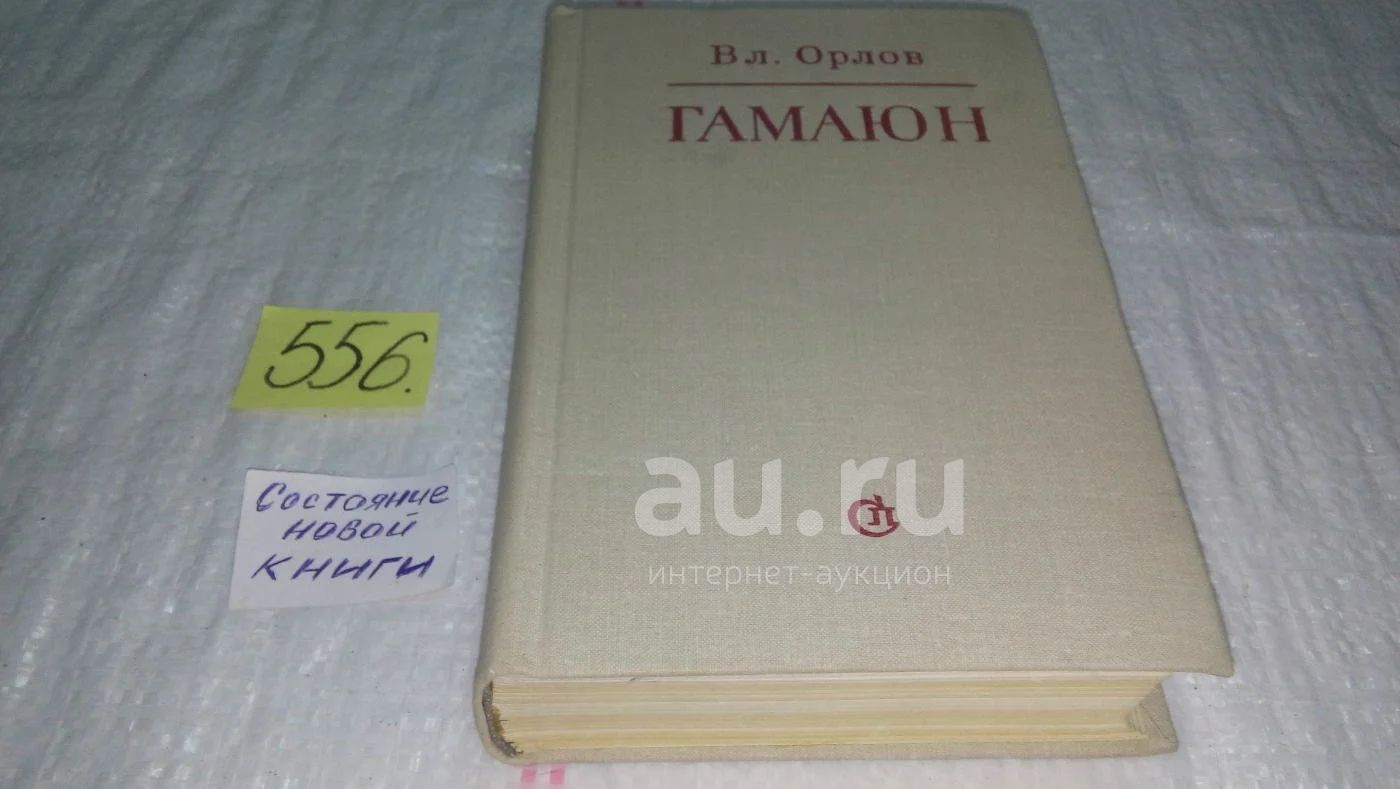 Вл. Орлов
ГАМАЮН
556.
Состояние
новой
книги
au.ru
интернет-аукцион